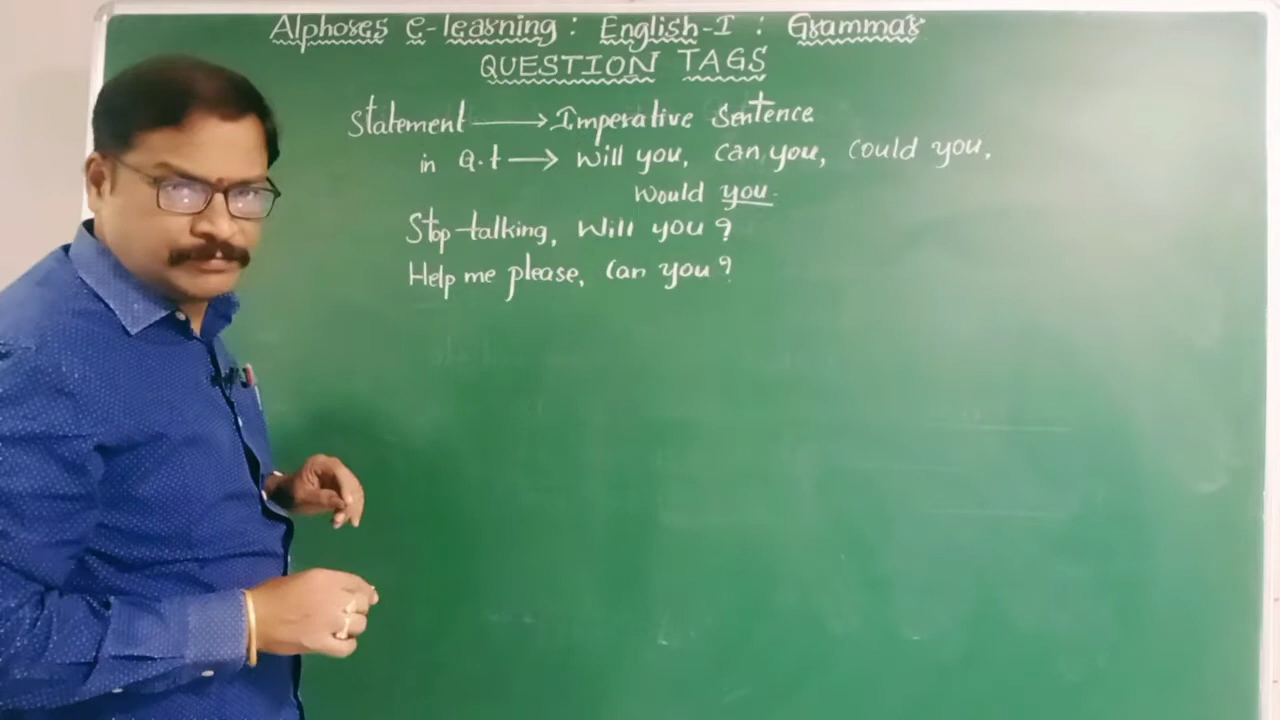 Alphores e-learning : English-I : Grammar
QUESTION TAGS
Statement → Imperative Sentence
in Q.t → Will you, Can you, Could you,
Would you.
Stop talking, Will you ?
Help me please, Can you ?